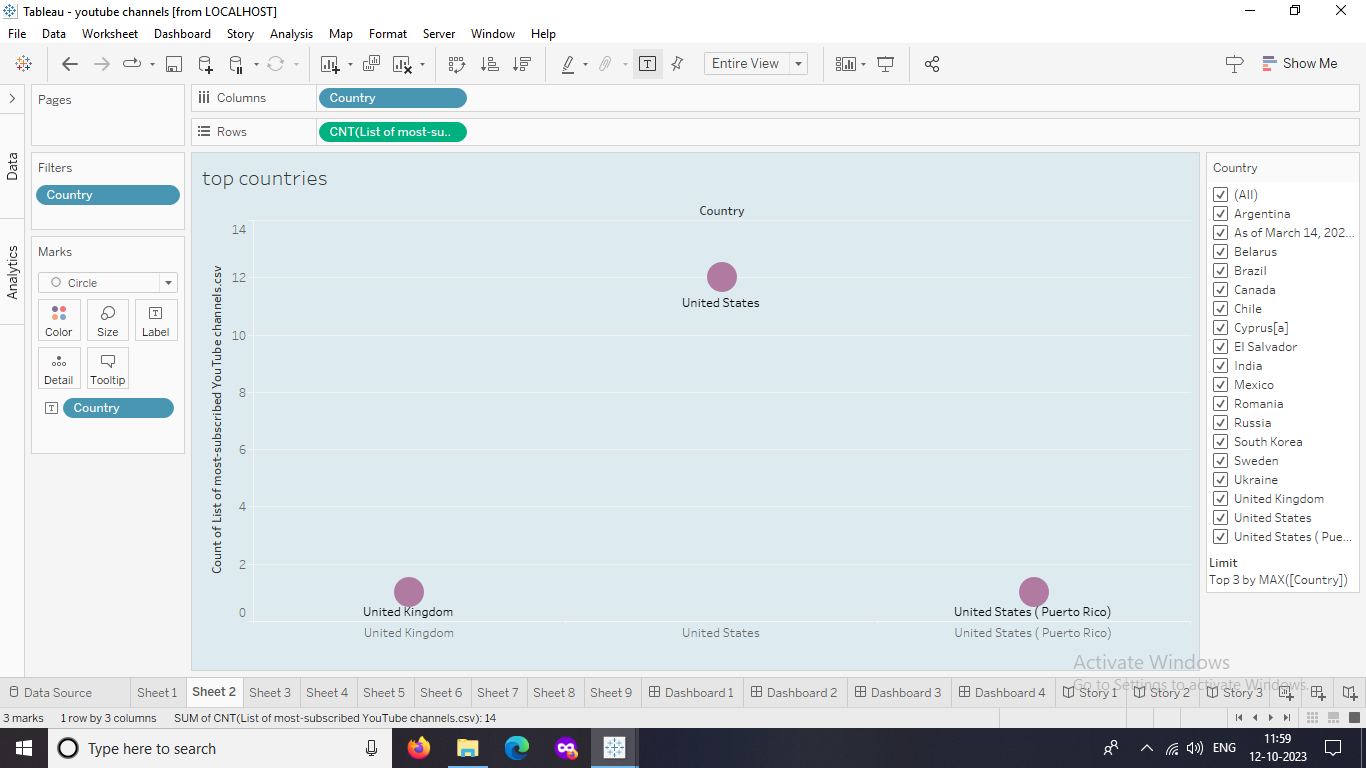 Tableau - youtube channels [from LOCALHOST]
File Data Worksheet Dashboard Story Analysis Map Format Server Window Help
Entire View
Show Me
Pages
Columns
Country
Rows
CNT(List of most-su..
Data
Analytics
Filters
Country
Marks
Circle
Color Size Label
Detail Tooltip
Country
top countries
Country
Count of List of most-subscribed YouTube channels.csv
14
12
10
8
6
4
2
0
United States
United Kingdom
United States ( Puerto Rico)
United Kingdom United States United States ( Puerto Rico)
Country
(All)
Argentina
As of March 14, 202...
Belarus
Brazil
Canada
Chile
Cyprus[a]
El Salvador
India
Mexico
Romania
Russia
South Korea
Sweden
Ukraine
United Kingdom
United States
United States ( Pue...
Limit
Top 3 by MAX([Country])
Activate Windows
Go to Settings to activate Windows.
Data Source Sheet 1 Sheet 2 Sheet 3 Sheet 4 Sheet 5 Sheet 6 Sheet 7 Sheet 8 Sheet 9 Dashboard 1 Dashboard 2 Dashboard 3 Dashboard 4 Story 1 Story 2 Story 3
3 marks 1 row by 3 columns SUM of CNT(List of most-subscribed YouTube channels.csv): 14
Type here to search
ENG
11:59
12-10-2023